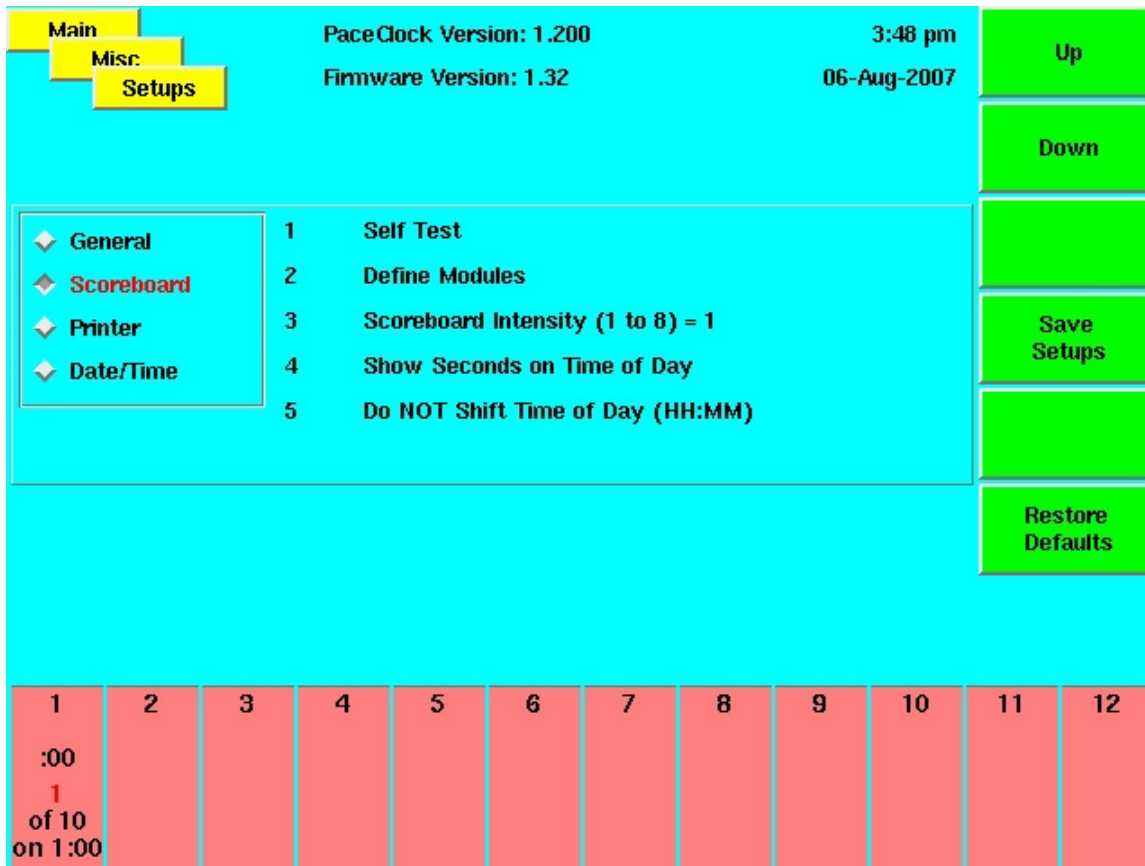 Main
Misc
Setups
PaceClock Version: 1.200
3:48 pm
Firmware Version: 1.32
06-Aug-2007
Up
Down
Save
Setups
Restore
Defaults
General
Scoreboard
Printer
Date/Time
1 Self Test
2 Define Modules
3 Scoreboard Intensity (1 to 8) = 1
4 Show Seconds on Time of Day
5 Do NOT Shift Time of Day (HH:MM)
1 2 3 4 5 6 7 8 9 10 11 12
:00
1
of 10
on 1:00